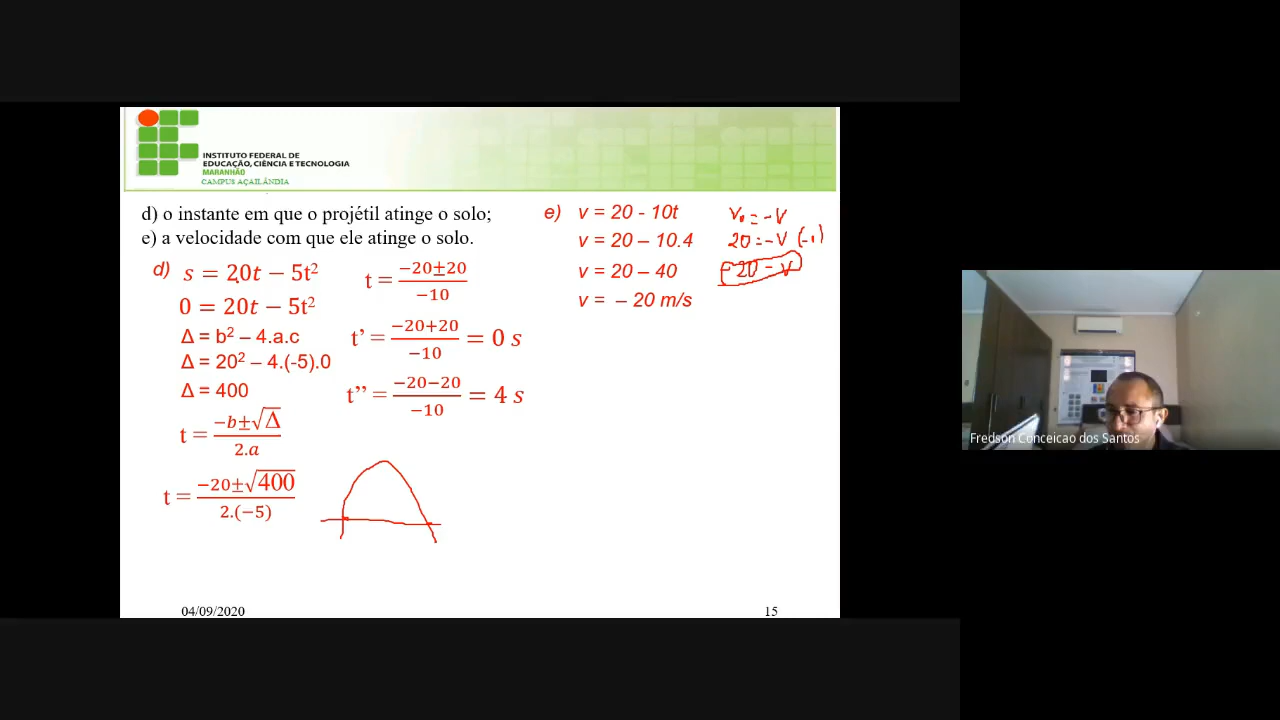 INSTITUTO FEDERAL DE
EDUCAÇÃO, CIÊNCIA E TECNOLOGIA
MARANHÃO
CAMPUS AÇAILÂNDIA
d) o instante em que o projétil atinge o solo;
e) a velocidade com que ele atinge o solo.
d) s = 20t − 5t²
0 = 20t − 5t²
Δ = b² – 4.a.c
Δ = 20² – 4.(-5).0
Δ = 400
t = (−b±√Δ)/(2.a)
t = (−20±√400)/(2.(−5))
t = (−20±20)/(−10)
t’ = (−20+20)/(−10) = 0 s
t” = (−20−20)/(−10) = 4 s
e) v = 20 - 10t
v = 20 – 10.4
v = 20 – 40
v = – 20 m/s
V₀ = -V
20 = -V (-1)
-20 = V
04/09/2020
15
Fredson Conceicao dos Santos